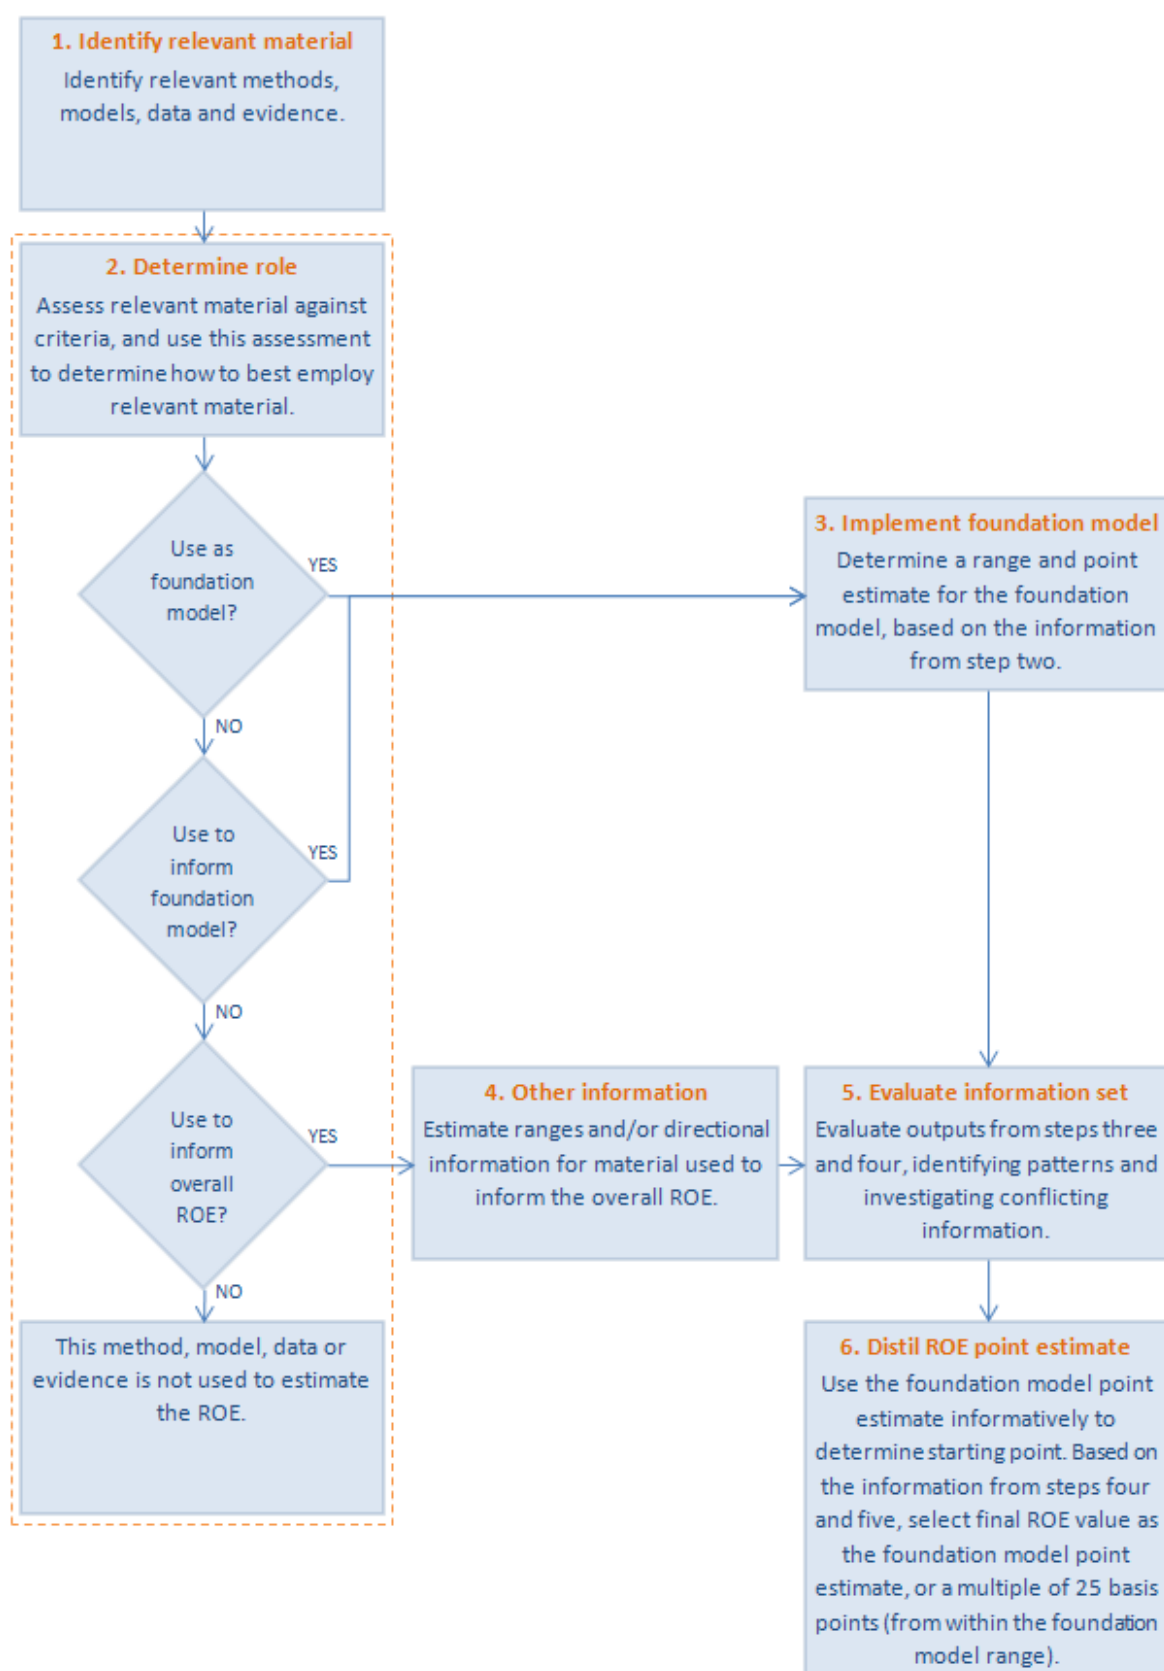 1. Identify relevant material
Identify relevant methods,
models, data and evidence.
2. Determine role
Assess relevant material against
criteria, and use this assessment
to determine how to best employ
relevant material.
Use as
foundation
model?
YES
NO
3. Implement foundation model
Determine a range and point
estimate for the foundation
model, based on the information
from step two.
Use to
inform
foundation
model?
YES
NO
Use to
inform
overall
ROE?
YES
NO
4. Other information
Estimate ranges and/or directional
information for material used to
inform the overall ROE.
5. Evaluate information set
Evaluate outputs from steps three
and four, identifying patterns and
investigating conflicting
information.
This method, model, data or
evidence is not used to estimate
the ROE.
6. Distil ROE point estimate
Use the foundation model point
estimate informatively to
determine starting point. Based on
the information from steps four
and five, select final ROE value as
the foundation model point
estimate, or a multiple of 25 basis
points (from within the foundation
model range).